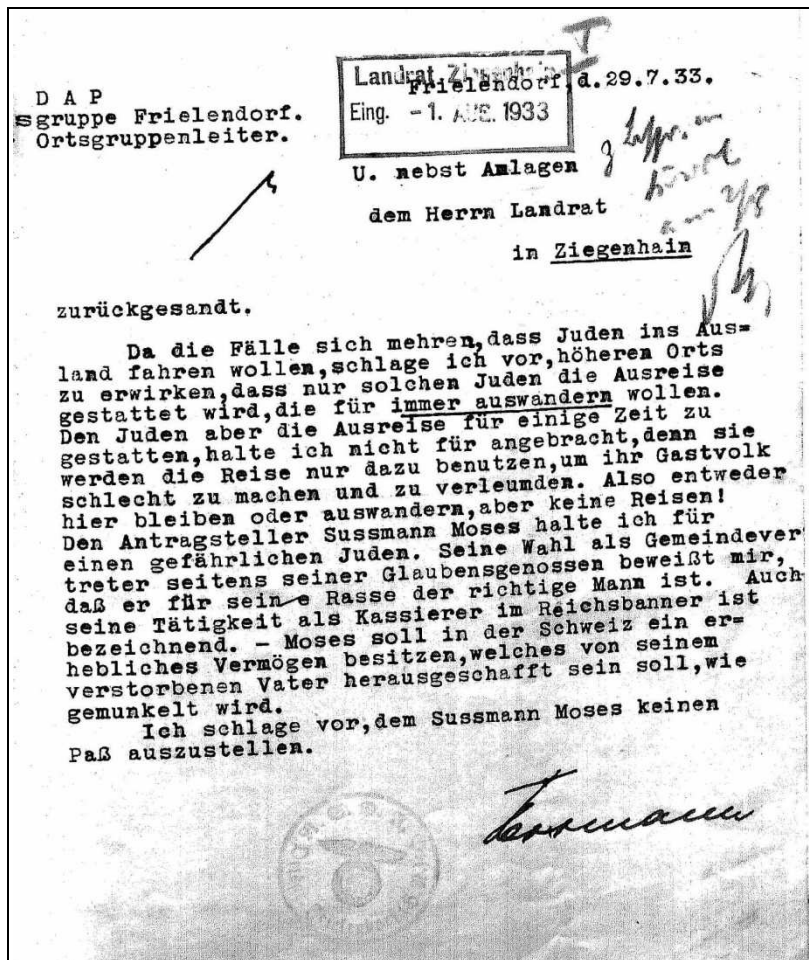 D A P
sgruppe Frielendorf.
Ortsgruppenleiter.
Landrat Ziegenhain
Eing. -1. AUG. 1933
Frielendorf, d.29.7.33.
U. nebst Anlagen
dem Herrn Landrat
in Ziegenhain
zurückgesandt.
Da die Fälle sich mehren,dass Juden ins Aus=
land fahren wollen,schlage ich vor,höheren Orts
zu erwirken,dass nur solchen Juden die Ausreise
gestattet wird,die für immer auswandern wollen.
Den Juden aber die Ausreise für einige Zeit zu
gestatten,halte ich nicht für angebracht,denn sie
werden die Reise nur dazu benutzen,um ihr Gastvolk
schlecht zu machen und zu verleumden. Also entweder
hier bleiben oder auswandern,aber keine Reisen!
Den Antragsteller Sussmann Moses halte ich für
einen gefährlichen Juden. Seine Wahl als Gemeindever
treter seitens seiner Glaubensgenossen beweißt mir,
daß er für seine Rasse der richtige Mann ist. Auch
seine Tätigkeit als Kassierer im Reichsbanner ist
bezeichnend. - Moses soll in der Schweiz ein er=
hebliches Vermögen besitzen,welches von seinem
verstorbenen Vater herausgeschafft sein soll,wie
gemunkelt wird.
Ich schlage vor,dem Sussmann Moses keinen
Paß auszustellen.